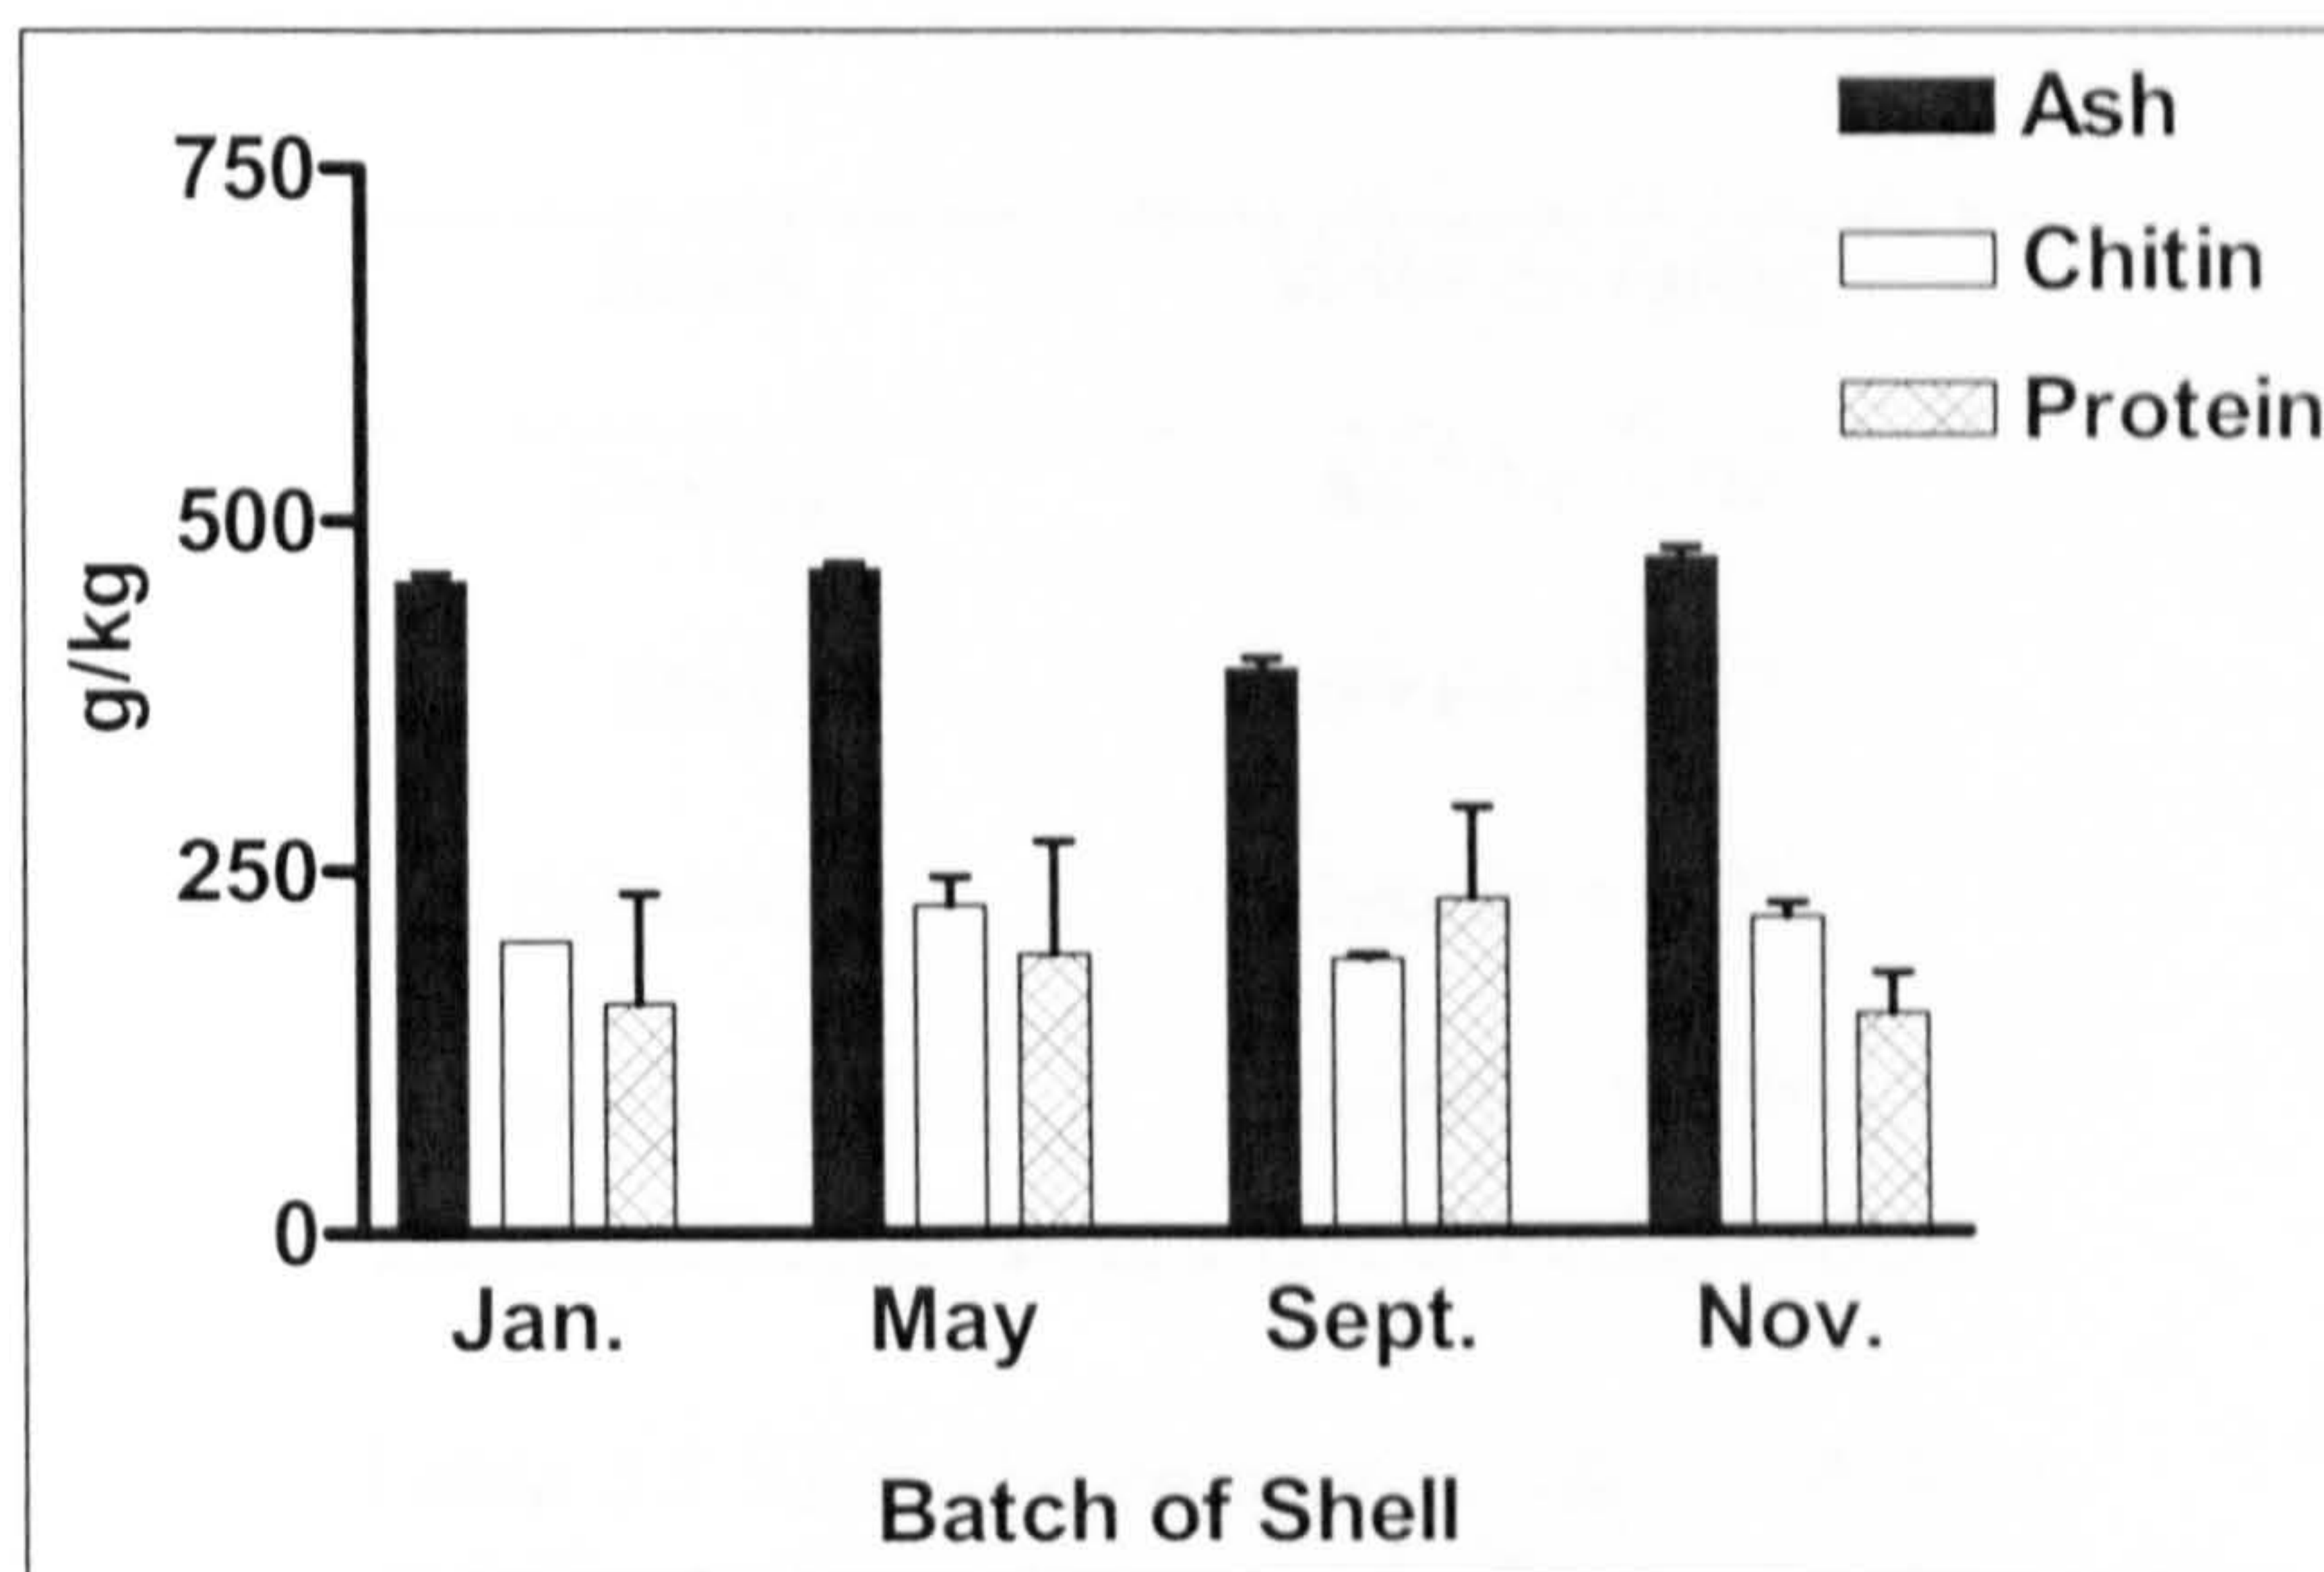 Ash
Chitin
Protein
750
500
250
0
g/kg
Jan.
May
Sept.
Nov.
Batch of Shell